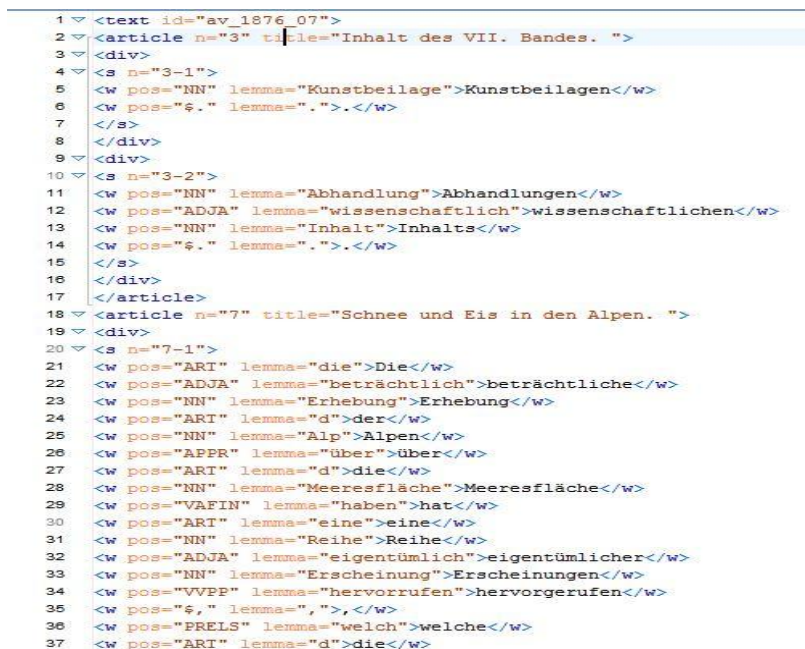 1 <text id="av_1876_07">
2 <article n="3" title="Inhalt des VII. Bandes. ">
3 <div>
4 <s n="3-1">
5 <w pos="NN" lemma="Kunstbeilage">Kunstbeilagen</w>
6 <w pos="$." lemma=".">.</w>
7 </s>
8 </div>
9 <div>
10 <s n="3-2">
11 <w pos="NN" lemma="Abhandlung">Abhandlungen</w>
12 <w pos="ADJA" lemma="wissenschaftlich">wissenschaftlichen</w>
13 <w pos="NN" lemma="Inhalt">Inhalts</w>
14 <w pos="$." lemma=".">.</w>
15 </s>
16 </div>
17 </article>
18 <article n="7" title="Schnee und Eis in den Alpen. ">
19 <div>
20 <s n="7-1">
21 <w pos="ART" lemma="die">Die</w>
22 <w pos="ADJA" lemma="beträchtlich">beträchtliche</w>
23 <w pos="NN" lemma="Erhebung">Erhebung</w>
24 <w pos="ART" lemma="d">der</w>
25 <w pos="NN" lemma="Alp">Alpen</w>
26 <w pos="APPR" lemma="über">über</w>
27 <w pos="ART" lemma="d">die</w>
28 <w pos="NN" lemma="Meeresfläche">Meeresfläche</w>
29 <w pos="VAFIN" lemma="haben">hat</w>
30 <w pos="ART" lemma="eine">eine</w>
31 <w pos="NN" lemma="Reihe">Reihe</w>
32 <w pos="ADJA" lemma="eigentümlich">eigentümlicher</w>
33 <w pos="NN" lemma="Erscheinung">Erscheinungen</w>
34 <w pos="VVPP" lemma="hervorrufen">hervorgerufen</w>
35 <w pos="$," lemma=",">,</w>
36 <w pos="PRELS" lemma="welch">welche</w>
37 <w pos="ART" lemma="d">die</w>